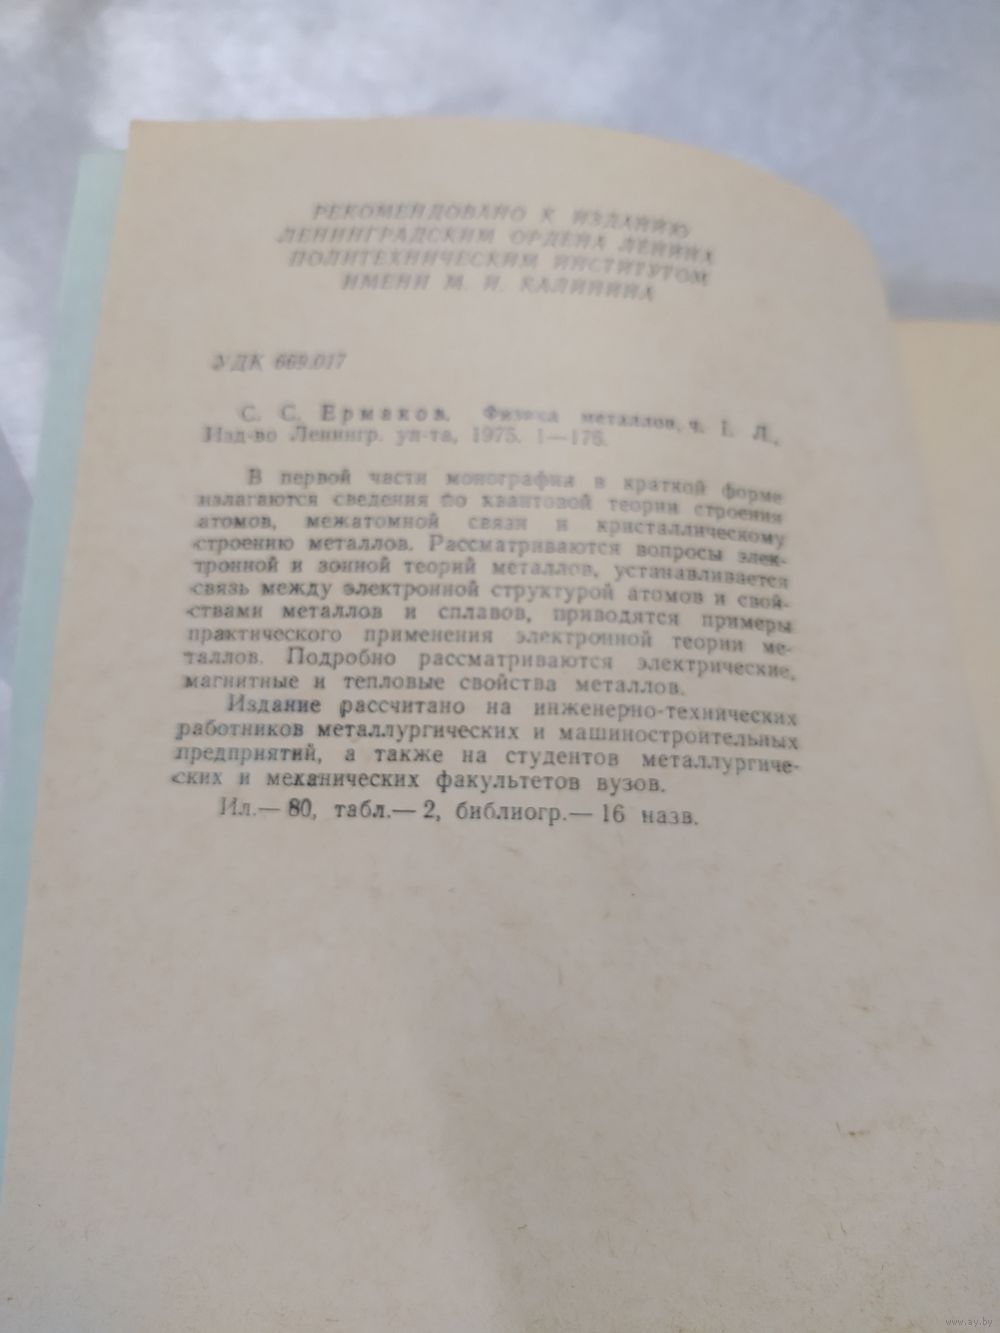 РЕКОМЕНДОВАНО К ИЗДАНИЮ
ЛЕНИНГРАДСКИМ ОРДЕНА ЛЕНИНА
ПОЛИТЕХНИЧЕСКИМ ИНСТИТУТОМ
ИМЕНИ М. И. КАЛИНИНА
УДК 669.017
С. С. Ермаков. Физика металлов, ч. I. Л.,
Изд-во Ленингр. ун-та, 1975. 1—176.
В первой части монографии в краткой форме
излагаются сведения по квантовой теории строения
атомов, межатомной связи и кристаллическому
строению металлов. Рассматриваются вопросы элек-
тронной и зонной теорий металлов, устанавливается
связь между электронной структурой атомов и свой-
ствами металлов и сплавов, приводятся примеры
практического применения электронной теории ме-
таллов. Подробно рассматриваются электрические,
магнитные и тепловые свойства металлов.
Издание рассчитано на инженерно-технических
работников металлургических и машиностроительных
предприятий, а также на студентов металлургиче-
ских и механических факультетов вузов.
Ил.— 80, табл.— 2, библиогр.— 16 назв.
www.ay.by